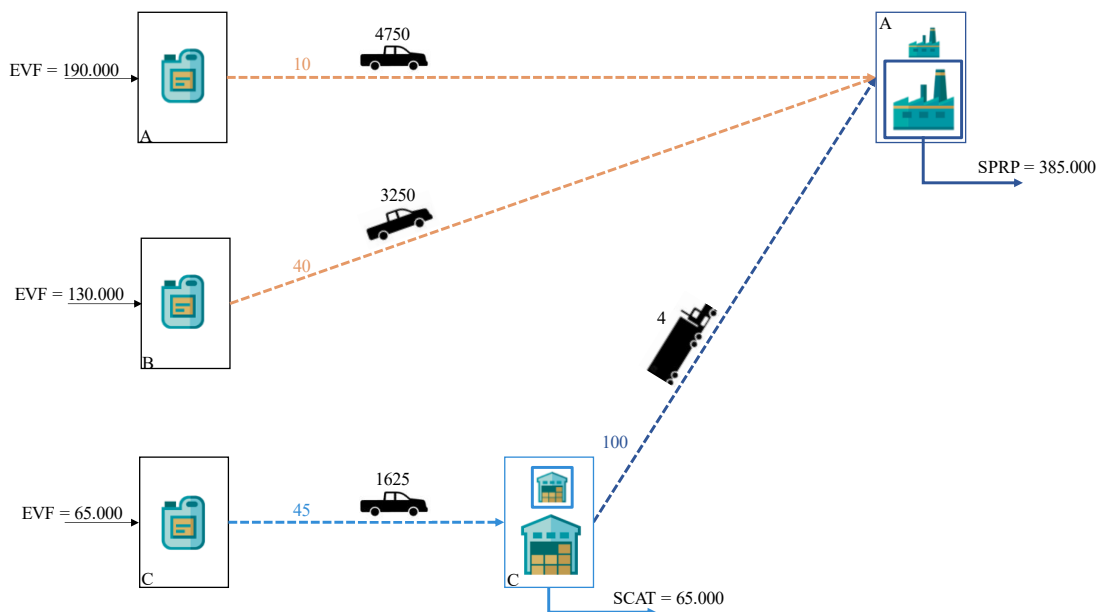 4750
A
EVF = 190.000
10
A
SPRP = 385.000
3250
EVF = 130.000
40
B
4
100
1625
EVF = 65.000
45
C
C
SCAT = 65.000